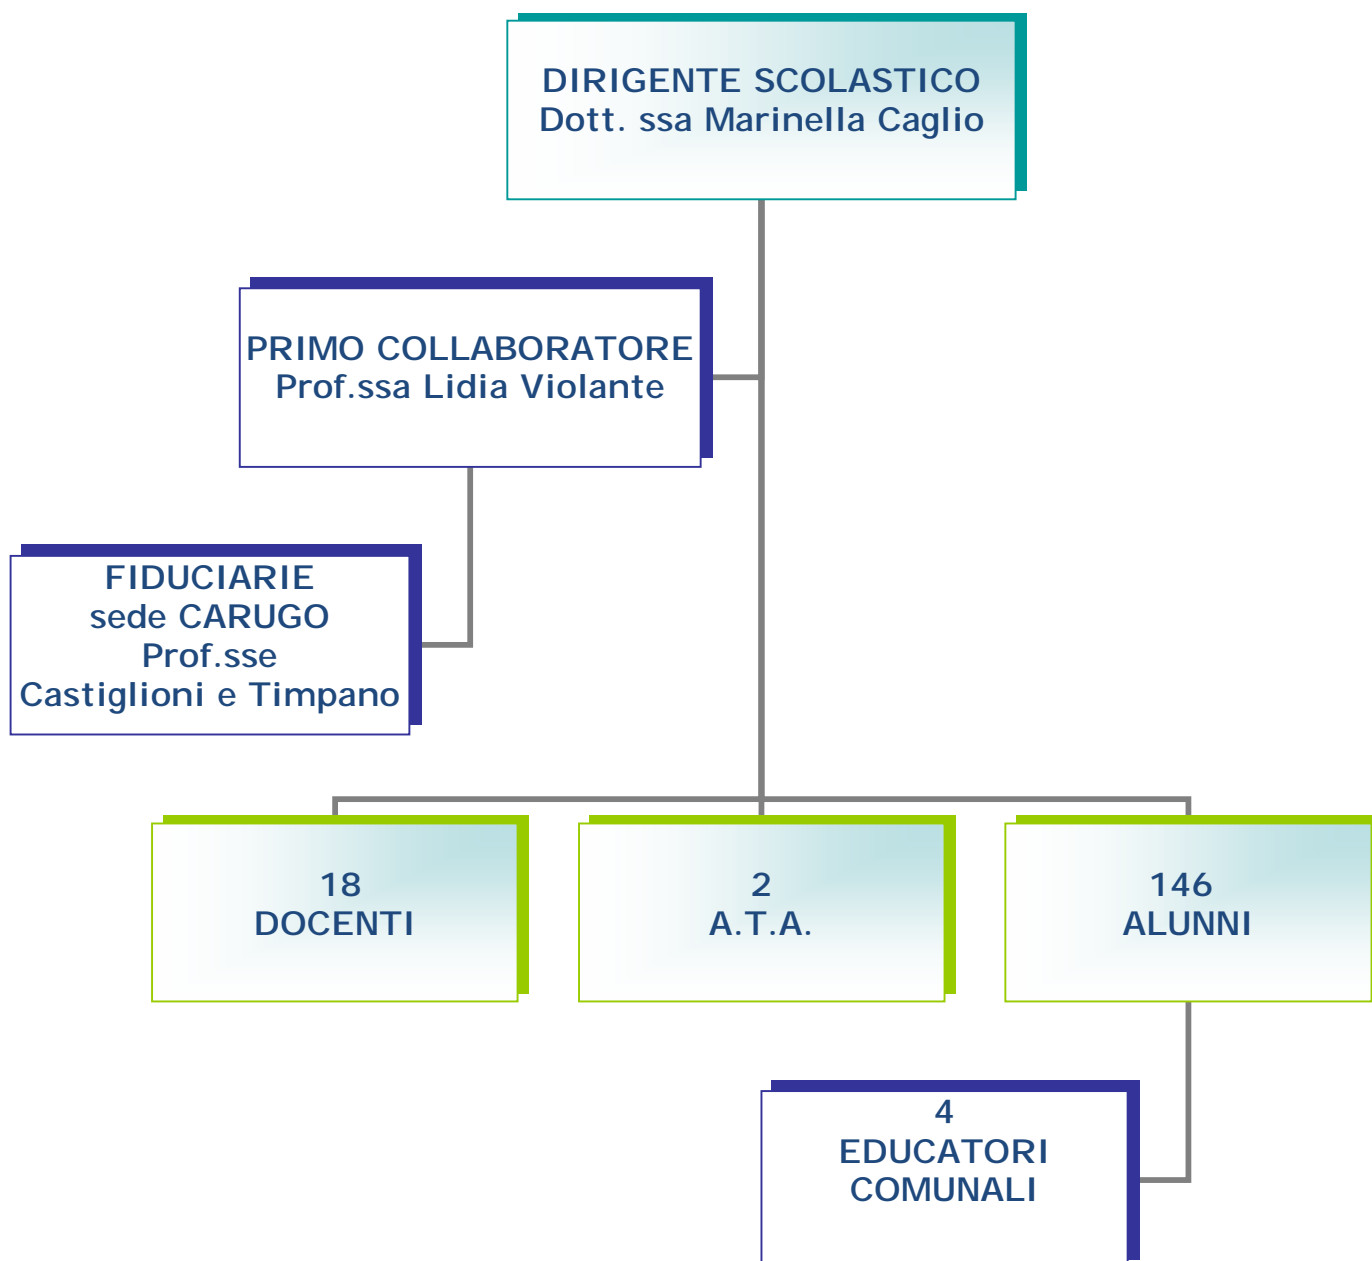 DIRIGENTE SCOLASTICO
Dott. ssa Marinella Caglio
PRIMO COLLABORATORE
Prof.ssa Lidia Violante
FIDUCIARIE
sede CARUGO
Prof.sse
Castiglioni e Timpano
18
DOCENTI
2
A.T.A.
146
ALUNNI
4
EDUCATORI
COMUNALI